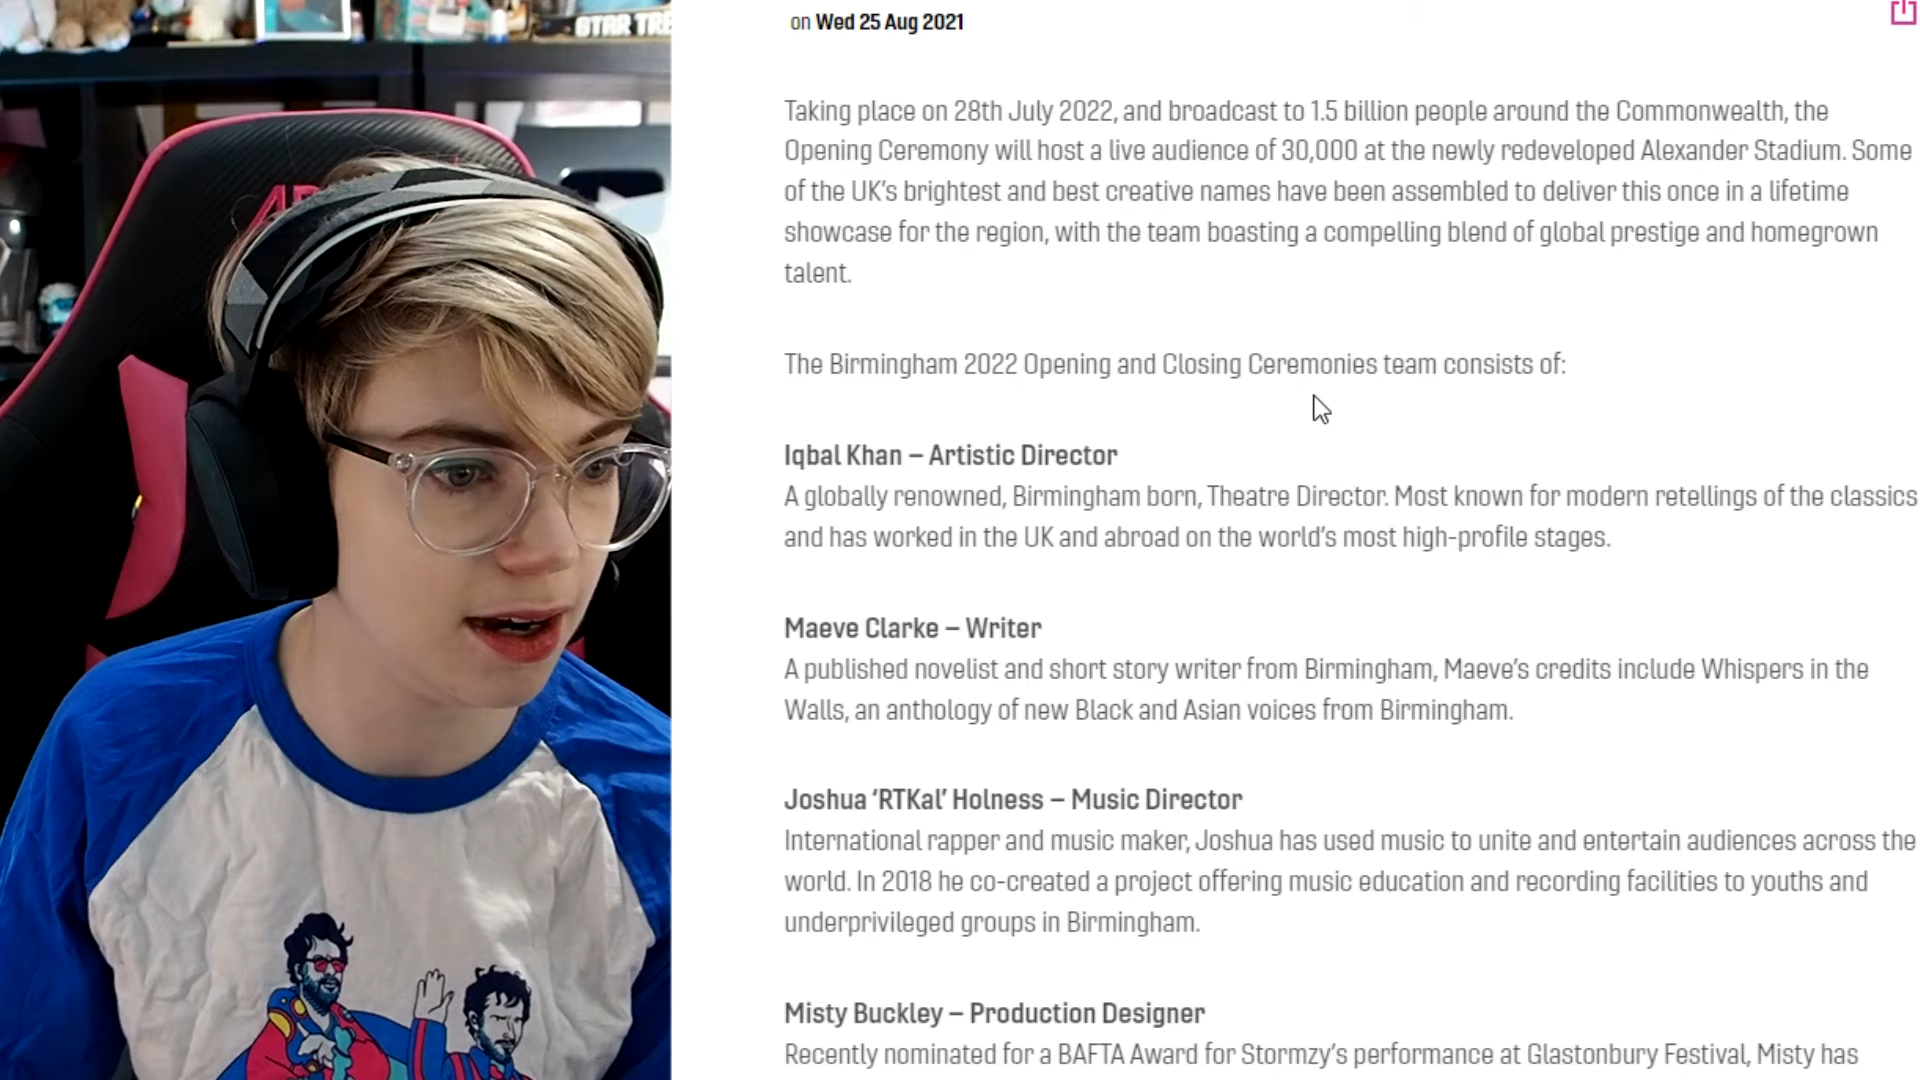 STAR TRE
on Wed 25 Aug 2021
Taking place on 28th July 2022, and broadcast to 1.5 billion people around the Commonwealth, the
Opening Ceremony will host a live audience of 30,000 at the newly redeveloped Alexander Stadium. Some
of the UK's brightest and best creative names have been assembled to deliver this once in a lifetime
showcase for the region, with the team boasting a compelling blend of global prestige and homegrown
talent.
The Birmingham 2022 Opening and Closing Ceremonies team consists of:
Iqbal Khan – Artistic Director
A globally renowned, Birmingham born, Theatre Director. Most known for modern retellings of the classics
and has worked in the UK and abroad on the world's most high-profile stages.
Maeve Clarke – Writer
A published novelist and short story writer from Birmingham, Maeve's credits include Whispers in the
Walls, an anthology of new Black and Asian voices from Birmingham.
Joshua ‘RTKal’ Holness – Music Director
International rapper and music maker, Joshua has used music to unite and entertain audiences across the
world. In 2018 he co-created a project offering music education and recording facilities to youths and
underprivileged groups in Birmingham.
Misty Buckley – Production Designer
Recently nominated for a BAFTA Award for Stormzy's performance at Glastonbury Festival, Misty has